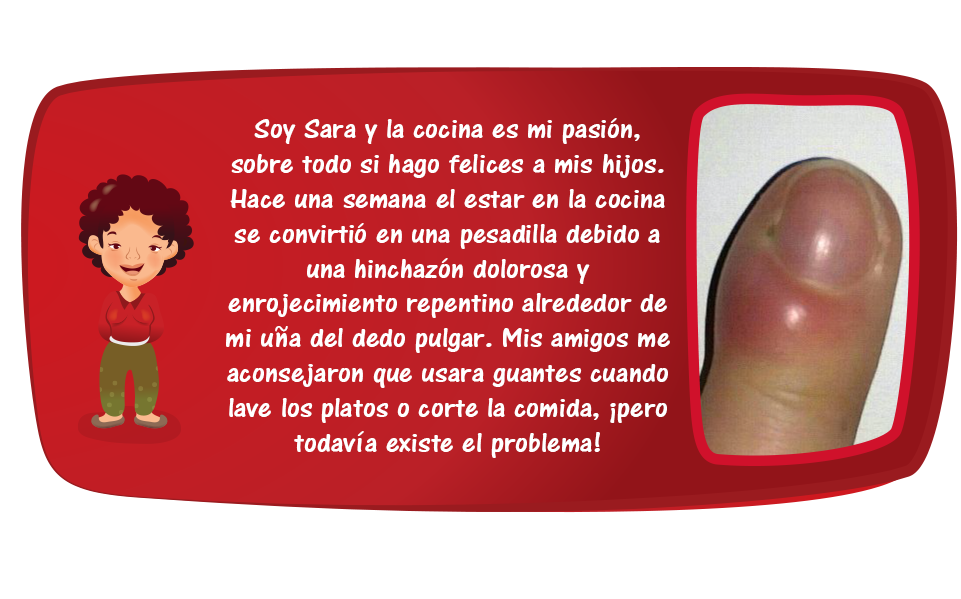 Soy Sara y la cocina es mi pasión,
sobre todo si hago felices a mis hijos.
Hace una semana el estar en la cocina
se convirtió en una pesadilla debido a
una hinchazón dolorosa y
enrojecimiento repentino alrededor de
mi uña del dedo pulgar. Mis amigos me
aconsejaron que usara guantes cuando
lave los platos o corte la comida, ¡pero
todavía existe el problema!